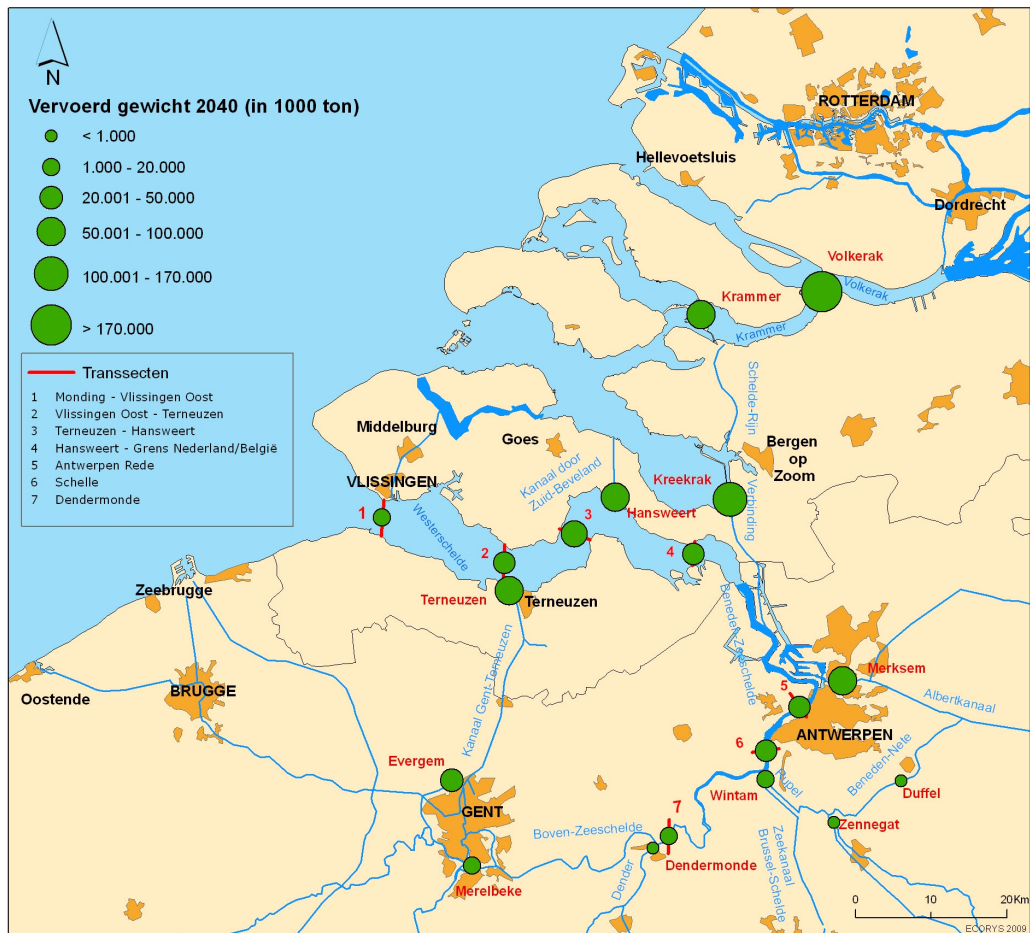 N
Vervoerd gewicht 2040 (in 1000 ton)
< 1.000
1.000 - 20.000
20.001 - 50.000
50.001 - 100.000
100.001 - 170.000
> 170.000
Transsecten
1 Monding - Vlissingen Oost
2 Vlissingen Oost - Terneuzen
3 Terneuzen - Hansweert
4 Hansweert - Grens Nederland/België
5 Antwerpen Rede
6 Schelle
7 Dendermonde
ROTTERDAM
Hellevoetsluis
Dordrecht
Volkerak
Volkerak
Krammer
Krammer
Schelde-Rijn
Verbinding
Middelburg
Goes
Bergen
op
Zoom
VLISSINGEN
Kanaal door
Zuid-Beveland
Kreekrak
Hansweert
1
2
3
4
Westerschelde
Zeebrugge
Terneuzen
Terneuzen
Beneden-Zeeschelde
Oostende
BRUGGE
Kanaal Gent-Terneuzen
Merksem
Albertkanaal
5
ANTWERPEN
6
Evergem
Beneden-Nete
Wintam
Rupel
Duffel
GENT
7
Zennegat
Boven-Zeeschelde
Dendermonde
Dender
Zeekanaal
Brussel-Schelde
Merelbeke
0 10 20Km
ECORYS 2009